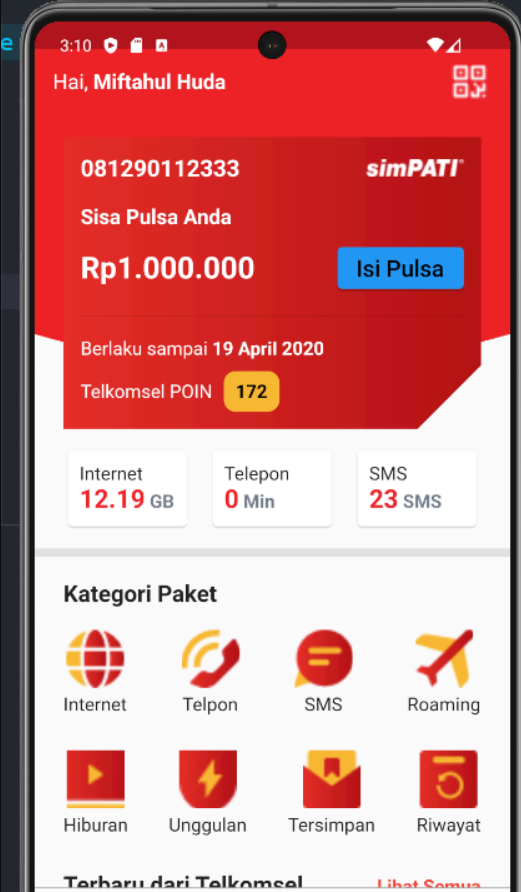 e
3:10
Hai, Miftahul Huda
081290112333
simPATI
Sisa Pulsa Anda
Rp1.000.000
Isi Pulsa
Berlaku sampai 19 April 2020
Telkomsel POIN 172
Internet
12.19 GB
Telepon
0 Min
SMS
23 SMS
Kategori Paket
Internet
Telpon
SMS
Roaming
Hiburan
Unggulan
Tersimpan
Riwayat
Terbaru dari Telkomsel
Lihat Semua